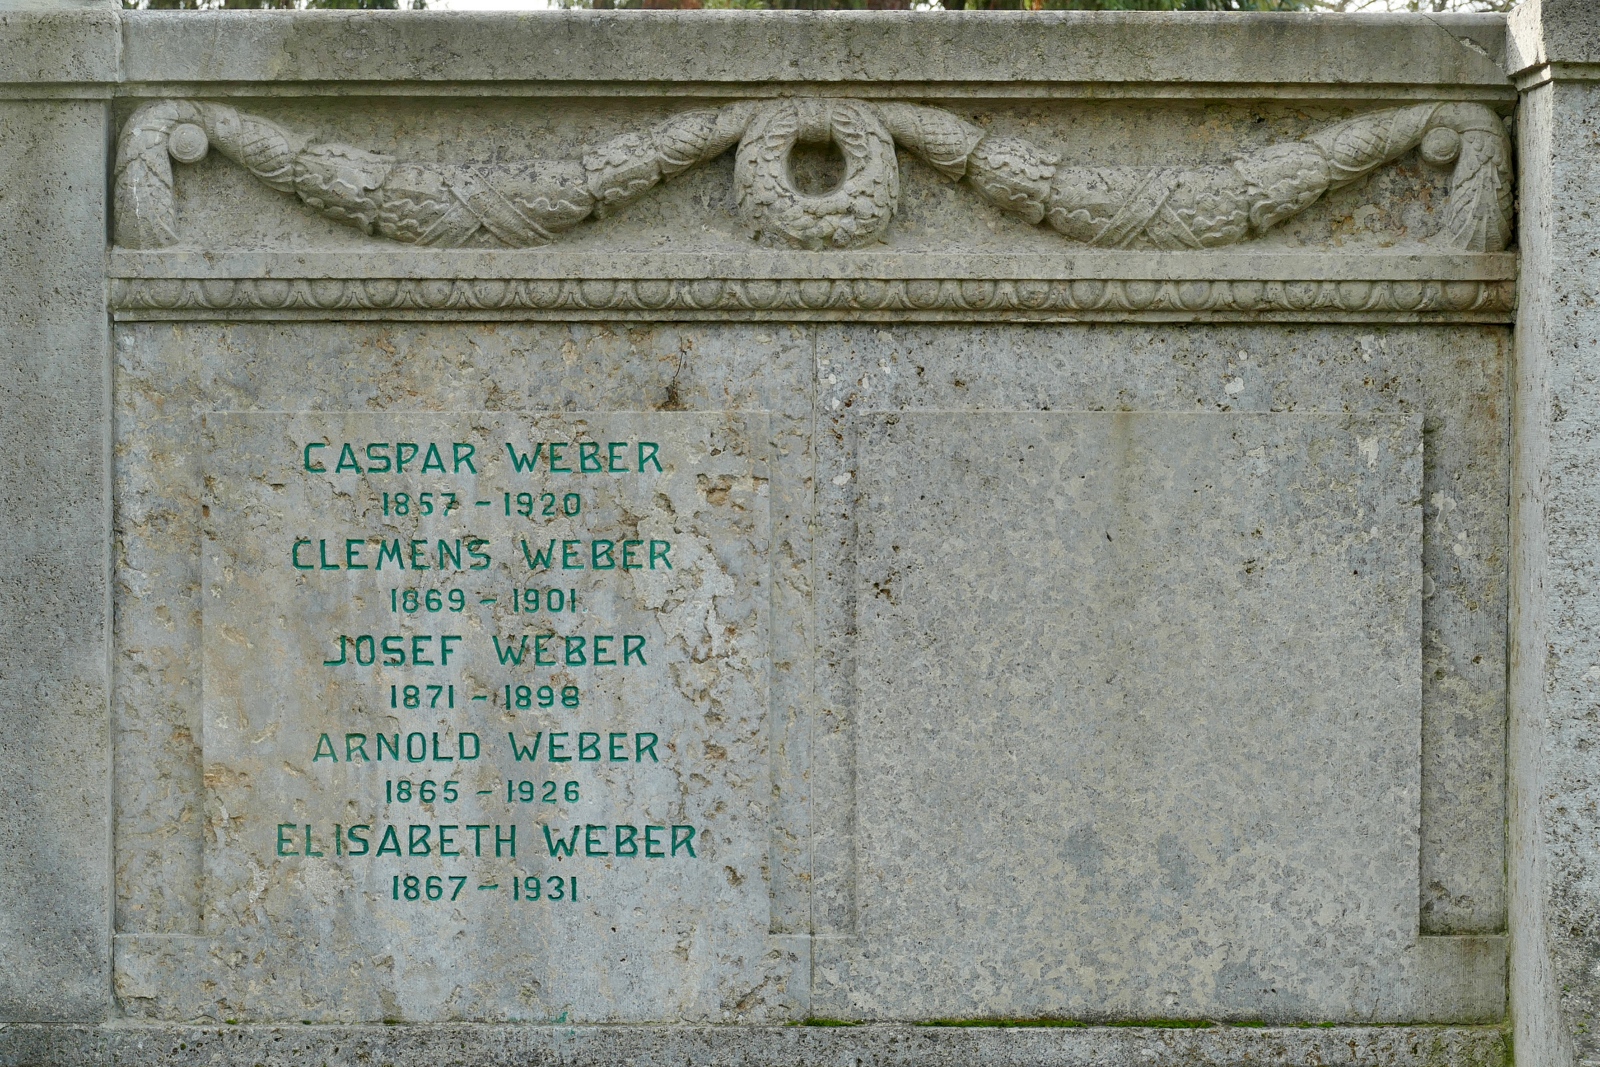 CASPAR WEBER
1857 - 1920
CLEMENS WEBER
1869 - 1901
JOSEF WEBER
1871 - 1898
ARNOLD WEBER
1865 - 1926
ELISABETH WEBER
1867 - 1931